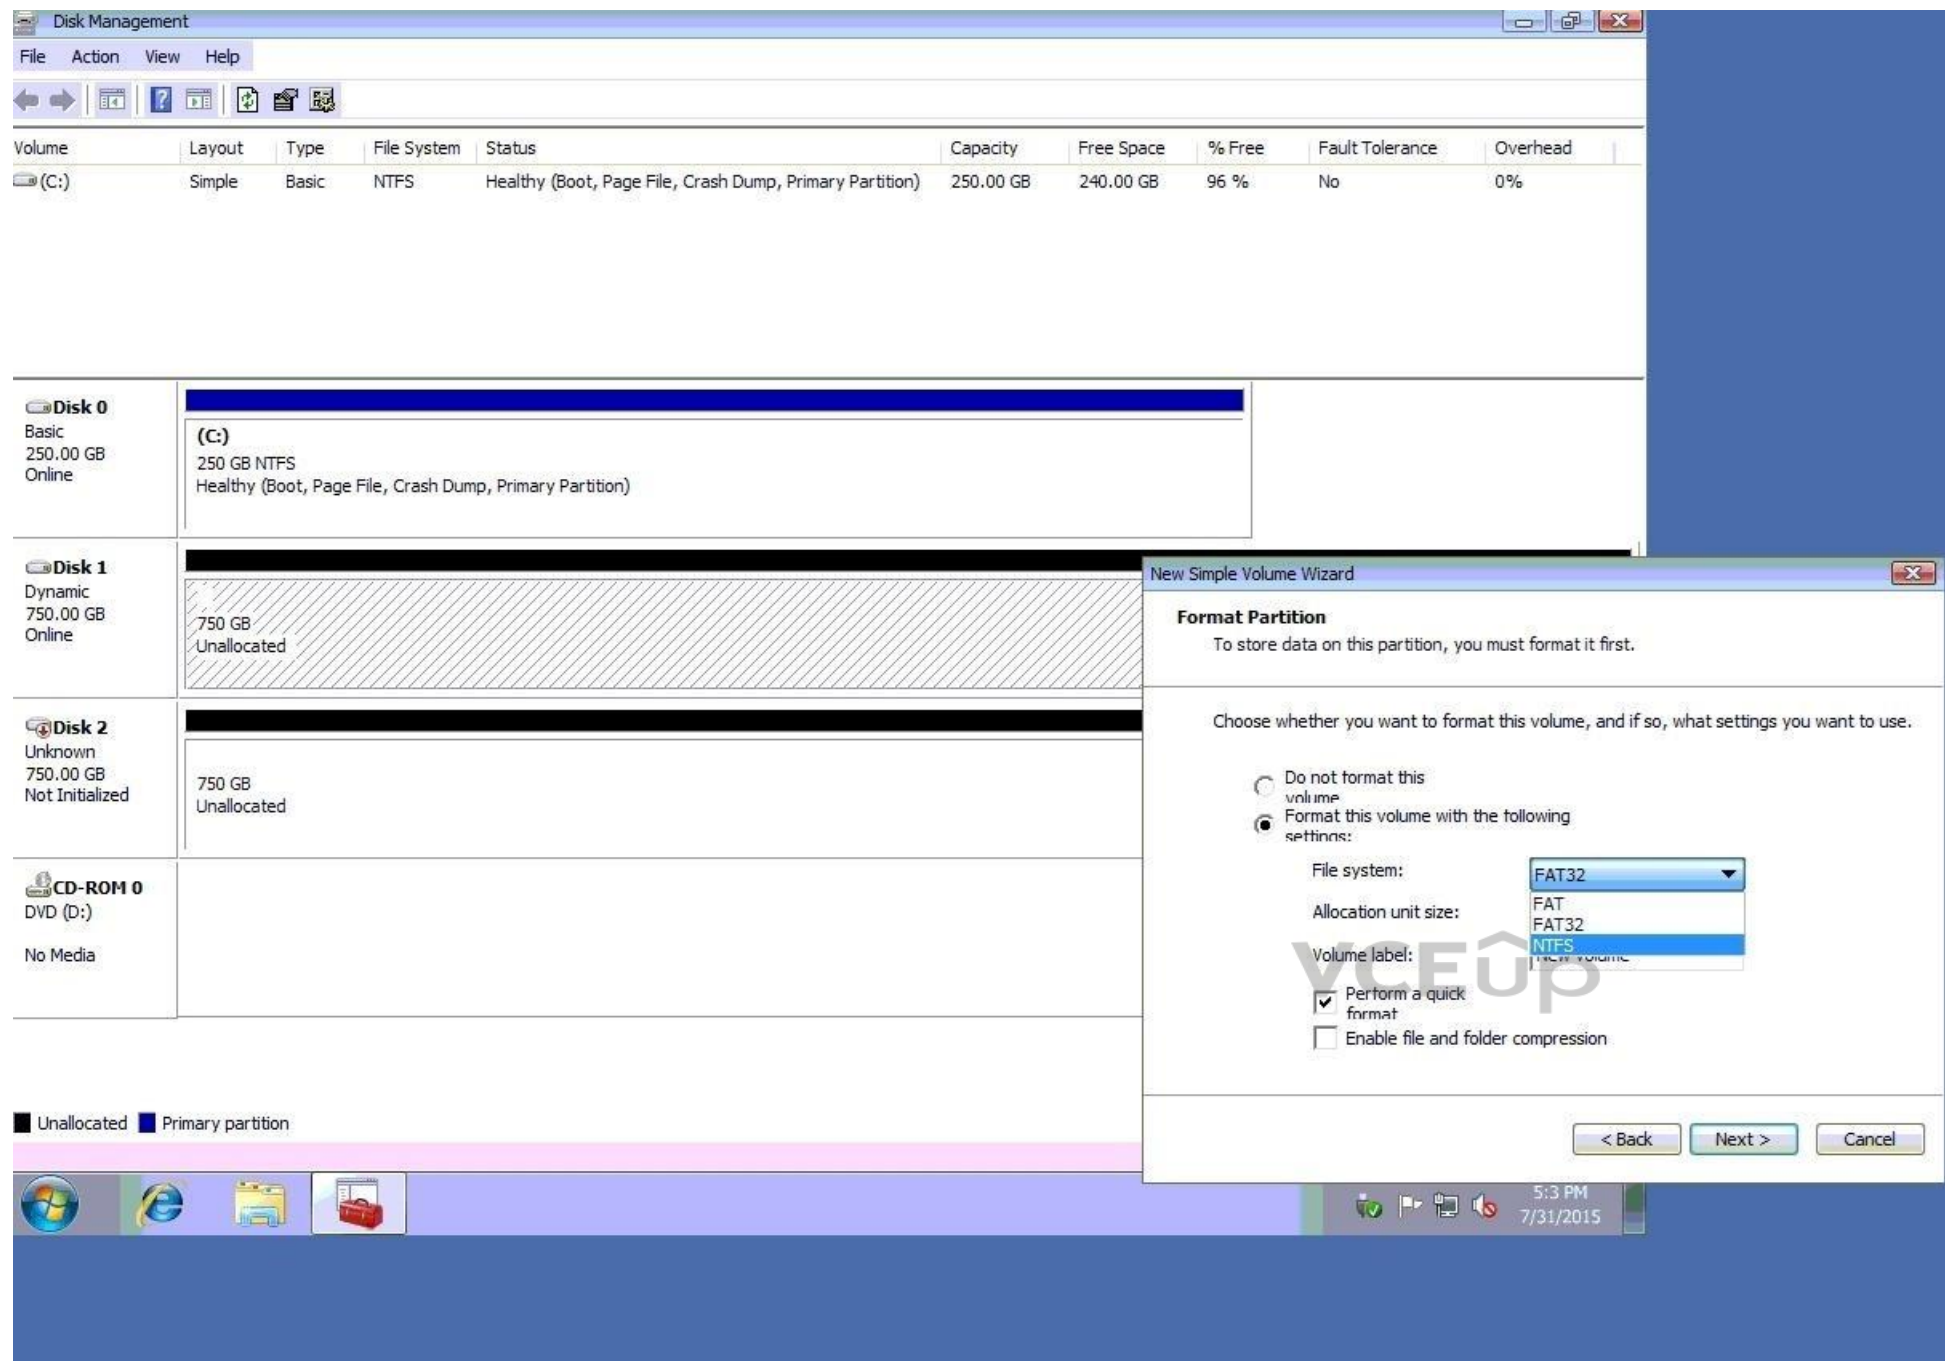 Disk Management
File Action View Help
Volume Layout Type File System Status Capacity Free Space % Free Fault Tolerance Overhead
(C:) Simple Basic NTFS Healthy (Boot, Page File, Crash Dump, Primary Partition) 250.00 GB 240.00 GB 96 % No 0%
Disk 0
Basic
250.00 GB
Online
(C:)
250 GB NTFS
Healthy (Boot, Page File, Crash Dump, Primary Partition)
Disk 1
Dynamic
750.00 GB
Online
750 GB
Unallocated
Disk 2
Unknown
750.00 GB
Not Initialized
750 GB
Unallocated
CD-ROM 0
DVD (D:)
No Media
Unallocated Primary partition
New Simple Volume Wizard
Format Partition
To store data on this partition, you must format it first.
Choose whether you want to format this volume, and if so, what settings you want to use.
Do not format this
volume
Format this volume with the following
settings:
File system: FAT32
FAT
Allocation unit size: FAT32
NTFS
Volume label: New Volume
VCEup
Perform a quick
format
Enable file and folder compression
< Back Next > Cancel
5:3 PM
7/31/2015